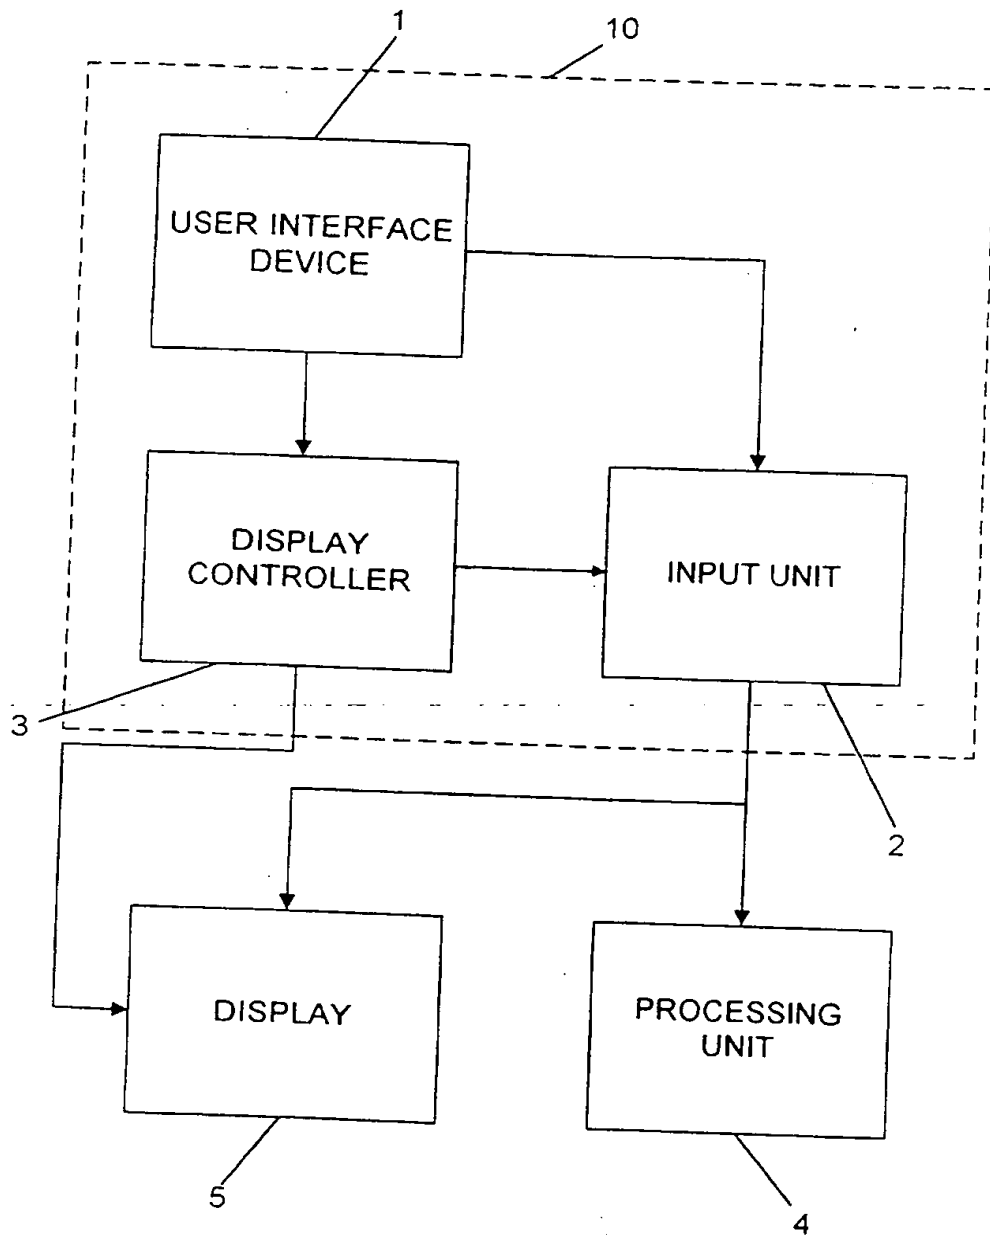 1
10
USER INTERFACE
DEVICE
DISPLAY
CONTROLLER
INPUT UNIT
3
2
DISPLAY
PROCESSING
UNIT
5
4